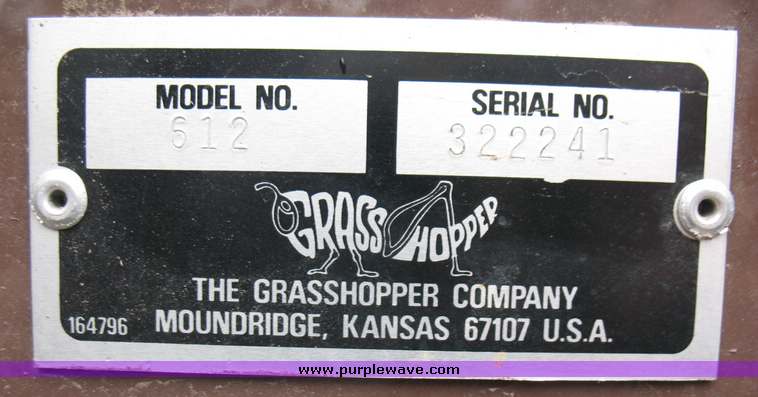 MODEL NO.
612
SERIAL NO.
322241
GRASSHOPPER
THE GRASSHOPPER COMPANY
164796 MOUNDRIDGE, KANSAS 67107 U.S.A.
www.purplewave.com